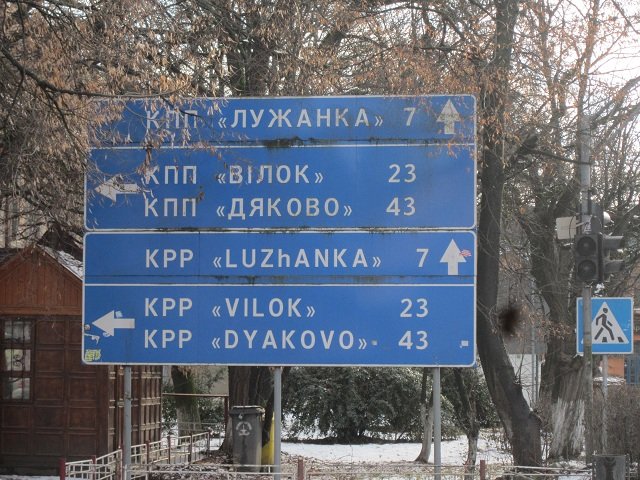 КПП «ЛУЖАНКА» 7
КПП «ВІЛОК» 23
КПП «ДЯКОВО» 43
KPP «LUZhANKA» 7
KPP «VILOK» 23
KPP «DYAKOVO» 43